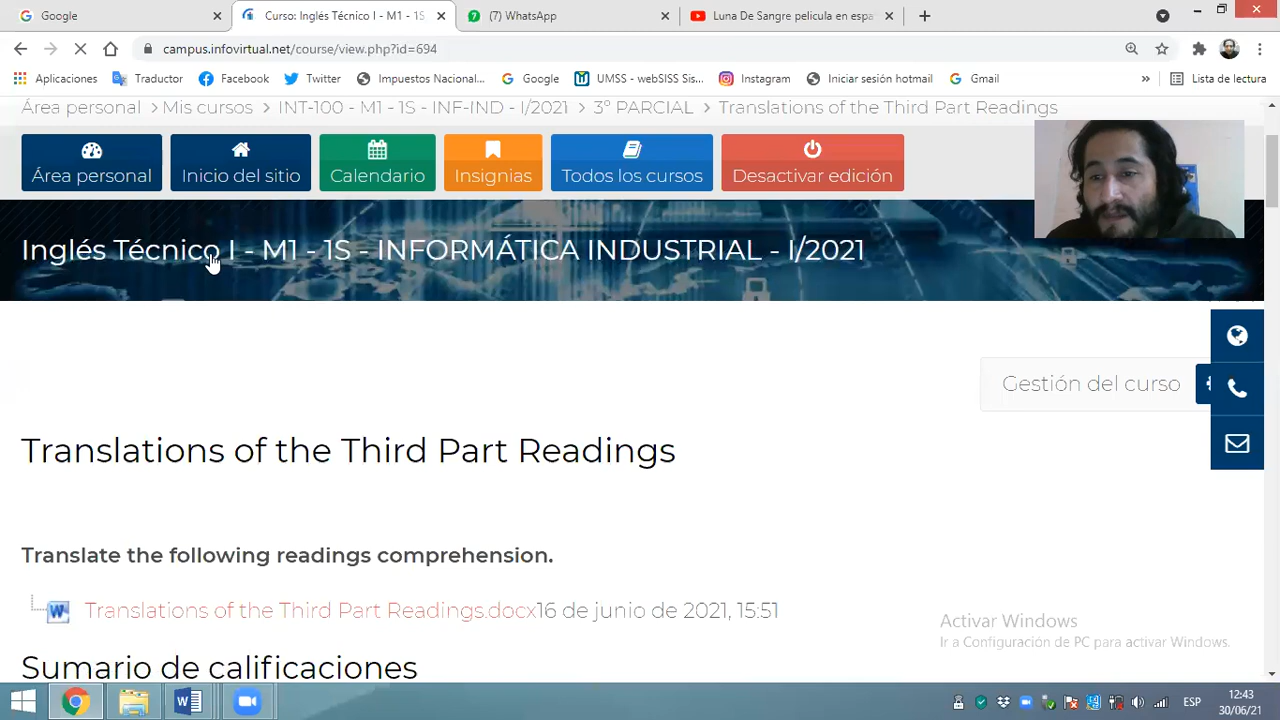 Google
Curso: Inglés Técnico I - M1 - 1S
(7) WhatsApp
Luna De Sangre pelicula en espa
campus.infovirtual.net/course/view.php?id=694
Aplicaciones
Traductor
Facebook
Twitter
Impuestos Nacional...
Google
UMSS - webSISS Sis...
Instagram
Iniciar sesión hotmail
Gmail
»
Lista de lectura
Área personal > Mis cursos > INT-100 - M1 - 1S - INF-IND - I/2021 > 3° PARCIAL > Translations of the Third Part Readings
Área personal
Inicio del sitio
Calendario
Insignias
Todos los cursos
Desactivar edición
Inglés Técnico I - M1 - 1S - INFORMÁTICA INDUSTRIAL - I/2021
Gestión del curso
Translations of the Third Part Readings
Translate the following readings comprehension.
Translations of the Third Part Readings.docx16 de junio de 2021, 15:51
Activar Windows
Ir a Configuración de PC para activar Windows.
Sumario de calificaciones
ESP
12:43
30/06/21